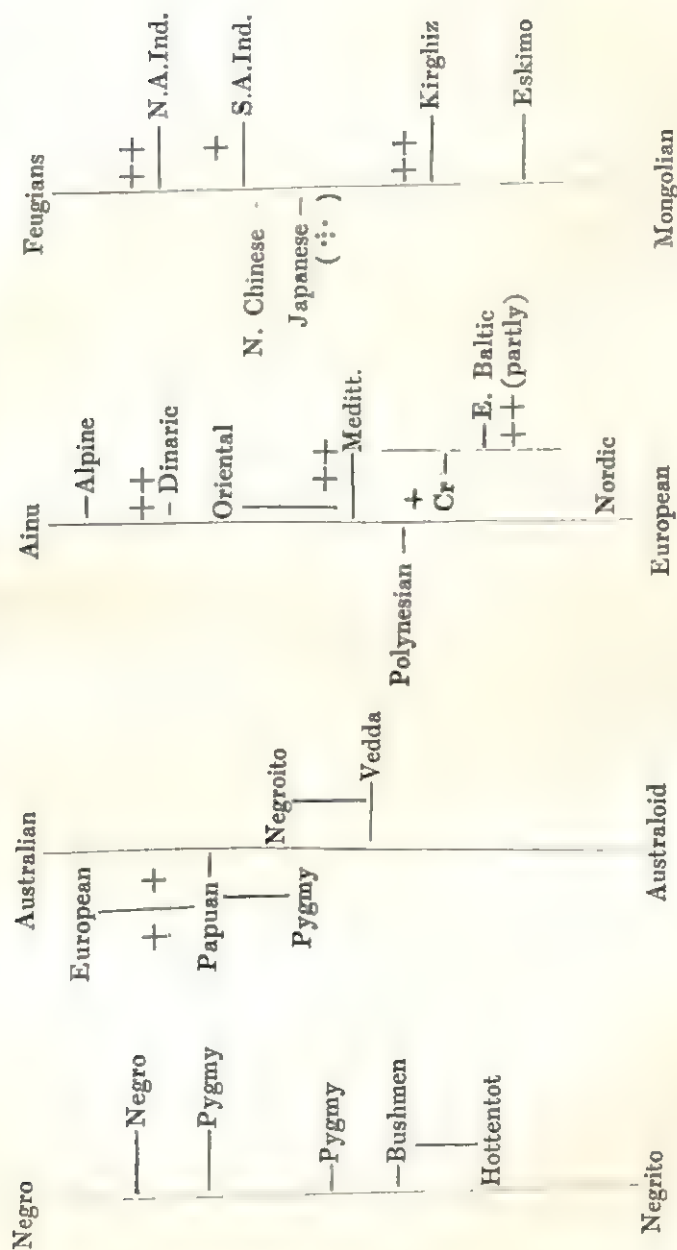 Negro
Negro
Pygmy
Pygmy
Bushmen
Hottentot
Negrito
Australian
European
+ +
Papuan
Pygmy
Negroito
Vedda
Australoid
Ainu
Alpine
++
Dinaric
Oriental
++
Meditt.
Polynesian
+
Cr
E. Baltic
++ (partly)
Nordic
European
Feugians
++
N.A.Ind.
+
S.A.Ind.
N. Chinese
Japanese
++
Kirghiz
Eskimo
Mongolian